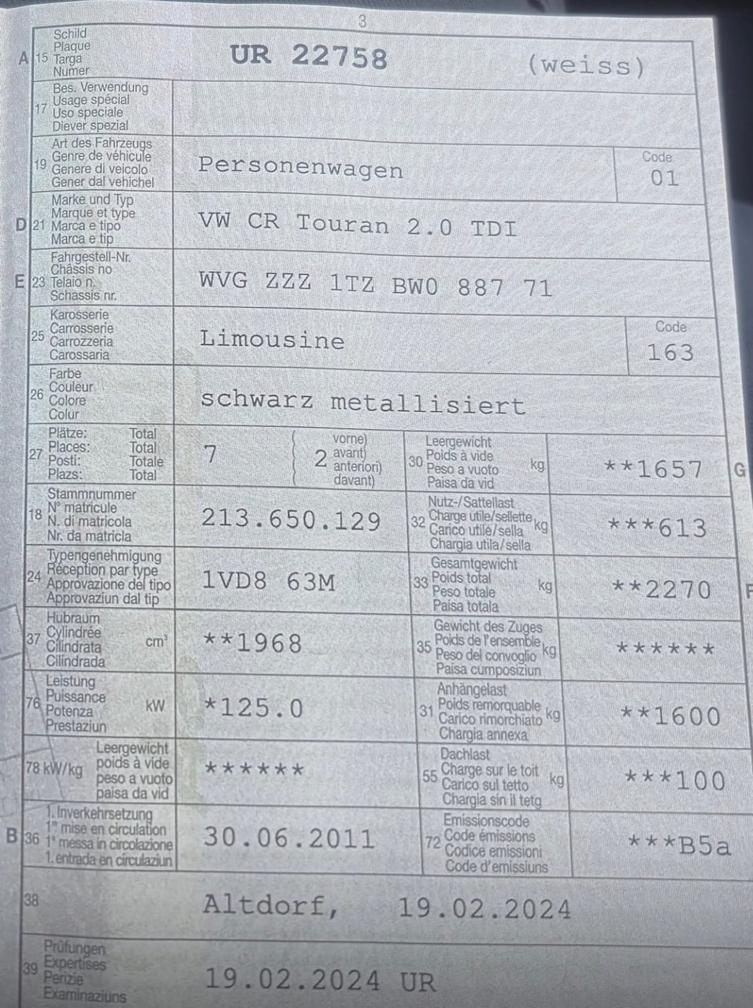 3
A 15 Schild
Plaque
Targa
Numer
UR 22758 (weiss)
17 Bes. Verwendung
Usage spécial
Uso speciale
Diever spezial
19 Art des Fahrzeugs
Genre de véhicule
Genere di veicolo
Gener dal vehichel
Personenwagen
Code
01
D 21 Marke und Typ
Marque et type
Marca e tipo
Marca e tip
VW CR Touran 2.0 TDI
E 23 Fahrgestell-Nr.
Châssis no
Telaio n.
Schassis nr.
WVG ZZZ 1TZ BW0 887 71
25 Karosserie
Carrosserie
Carrozzeria
Carossaria
Limousine
Code
163
26 Farbe
Couleur
Colore
Colur
schwarz metallisiert
27 Plätze: Total
Places: Total
Posti: Totale
Plazs: Total
7
2 vorne)
avant)
anteriori)
davant)
30 Leergewicht
Poids à vide
Peso a vuoto
Paisa da vid
kg
**1657
G
18 Stammnummer
N° matricule
N. di matricola
Nr. da matricla
213.650.129
32 Nutz-/Sattellast
Charge utile/sellette
Carico utile/sella
Chargia utila/sella
kg
***613
24 Typengenehmigung
Réception par type
Approvazione del tipo
Approvaziun dal tip
1VD8 63M
33 Gesamtgewicht
Poids total
Peso totale
Paisa totala
kg
**2270
F
37 Hubraum
Cylindrée
Cilindrata
Cilindrada
cm³
**1968
35 Gewicht des Zuges
Poids de l'ensemble
Peso del convoglio
Paisa cumposiziun
kg
******
76 Leistung
Puissance
Potenza
Prestaziun
kW
*125.0
31 Anhängelast
Poids remorquable
Carico rimorchiato
Chargia annexa
kg
**1600
78 kW/kg
Leergewicht
poids à vide
peso a vuoto
paisa da vid
******
55 Dachlast
Charge sur le toit
Carico sul tetto
Chargia sin il tetg
kg
***100
B 36 1. Inverkehrsetzung
1re mise en circulation
1a messa in circolazione
1. entrada en circulaziun
30.06.2011
72 Emissionscode
Code émissions
Codice emissioni
Code d'emissiuns
***B5a
38
Altdorf, 19.02.2024
39 Prüfungen
Expertises
Perizie
Examinaziuns
19.02.2024 UR